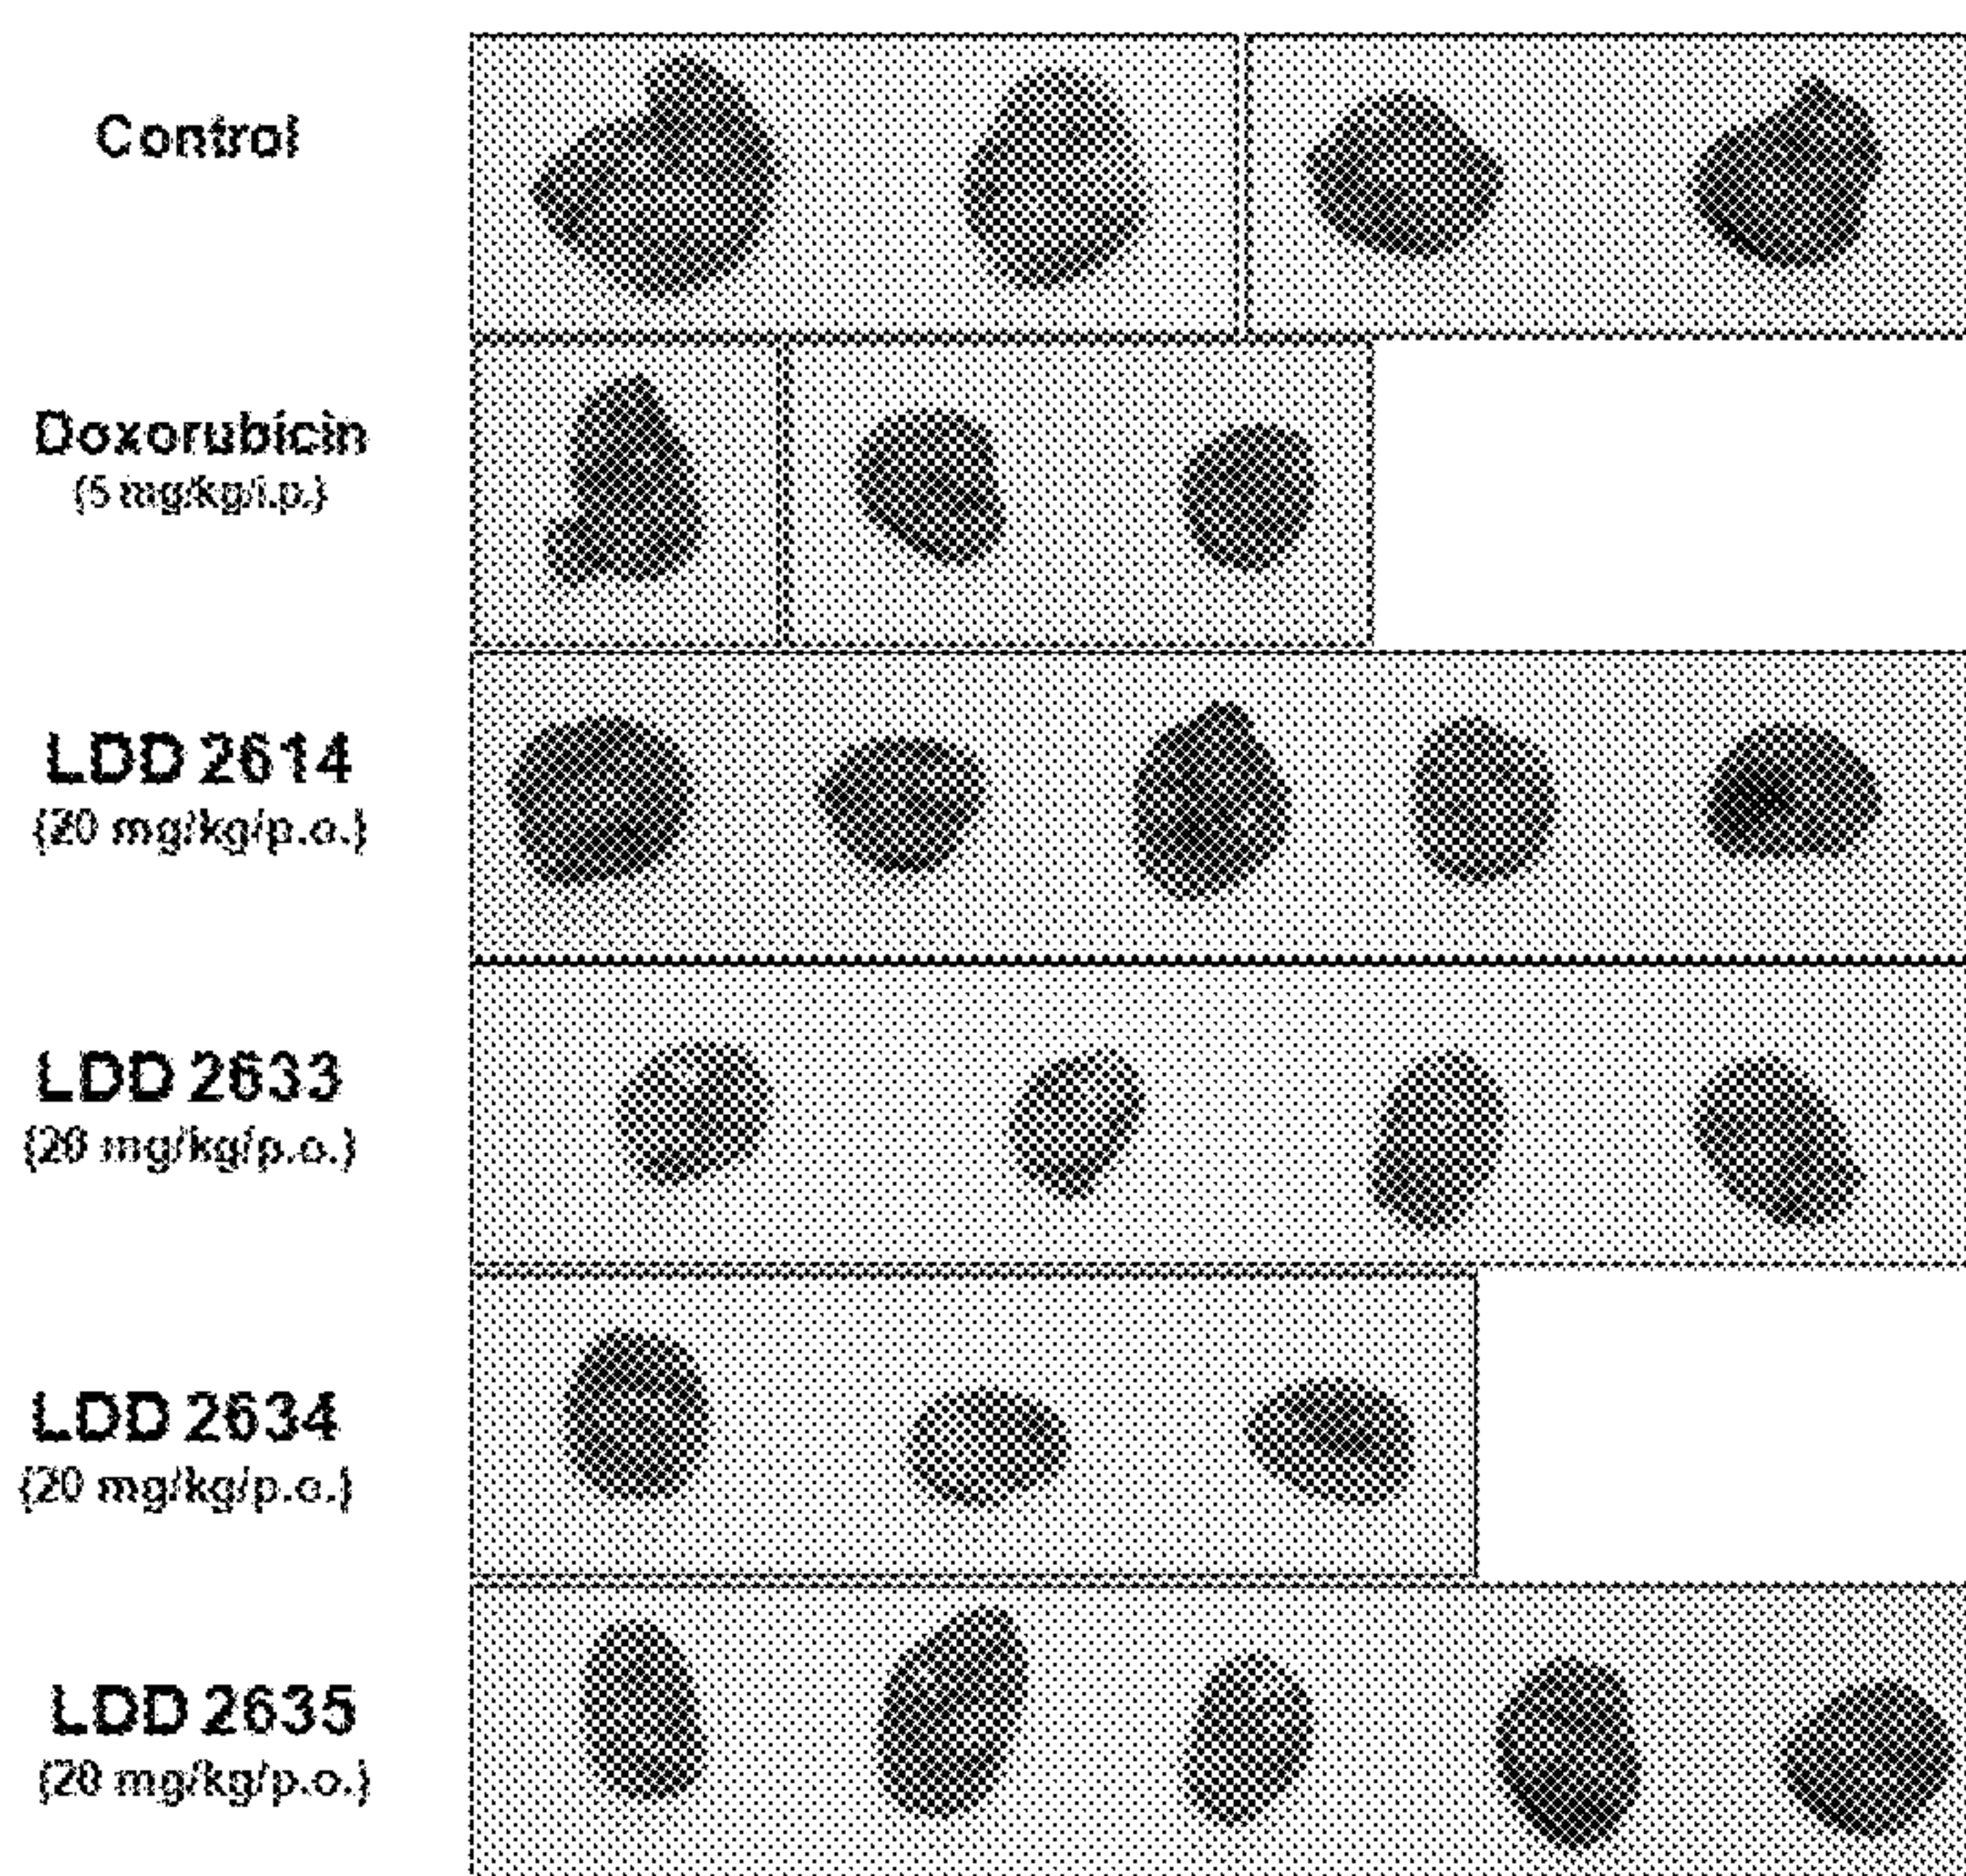 Control
Doxorubicin
(5 mg/kg/i.p.)
LDD 2614
(20 mg/kg/p.o.)
LDD 2633
(20 mg/kg/p.o.)
LDD 2634
(20 mg/kg/p.o.)
LDD 2635
(20 mg/kg/p.o.)